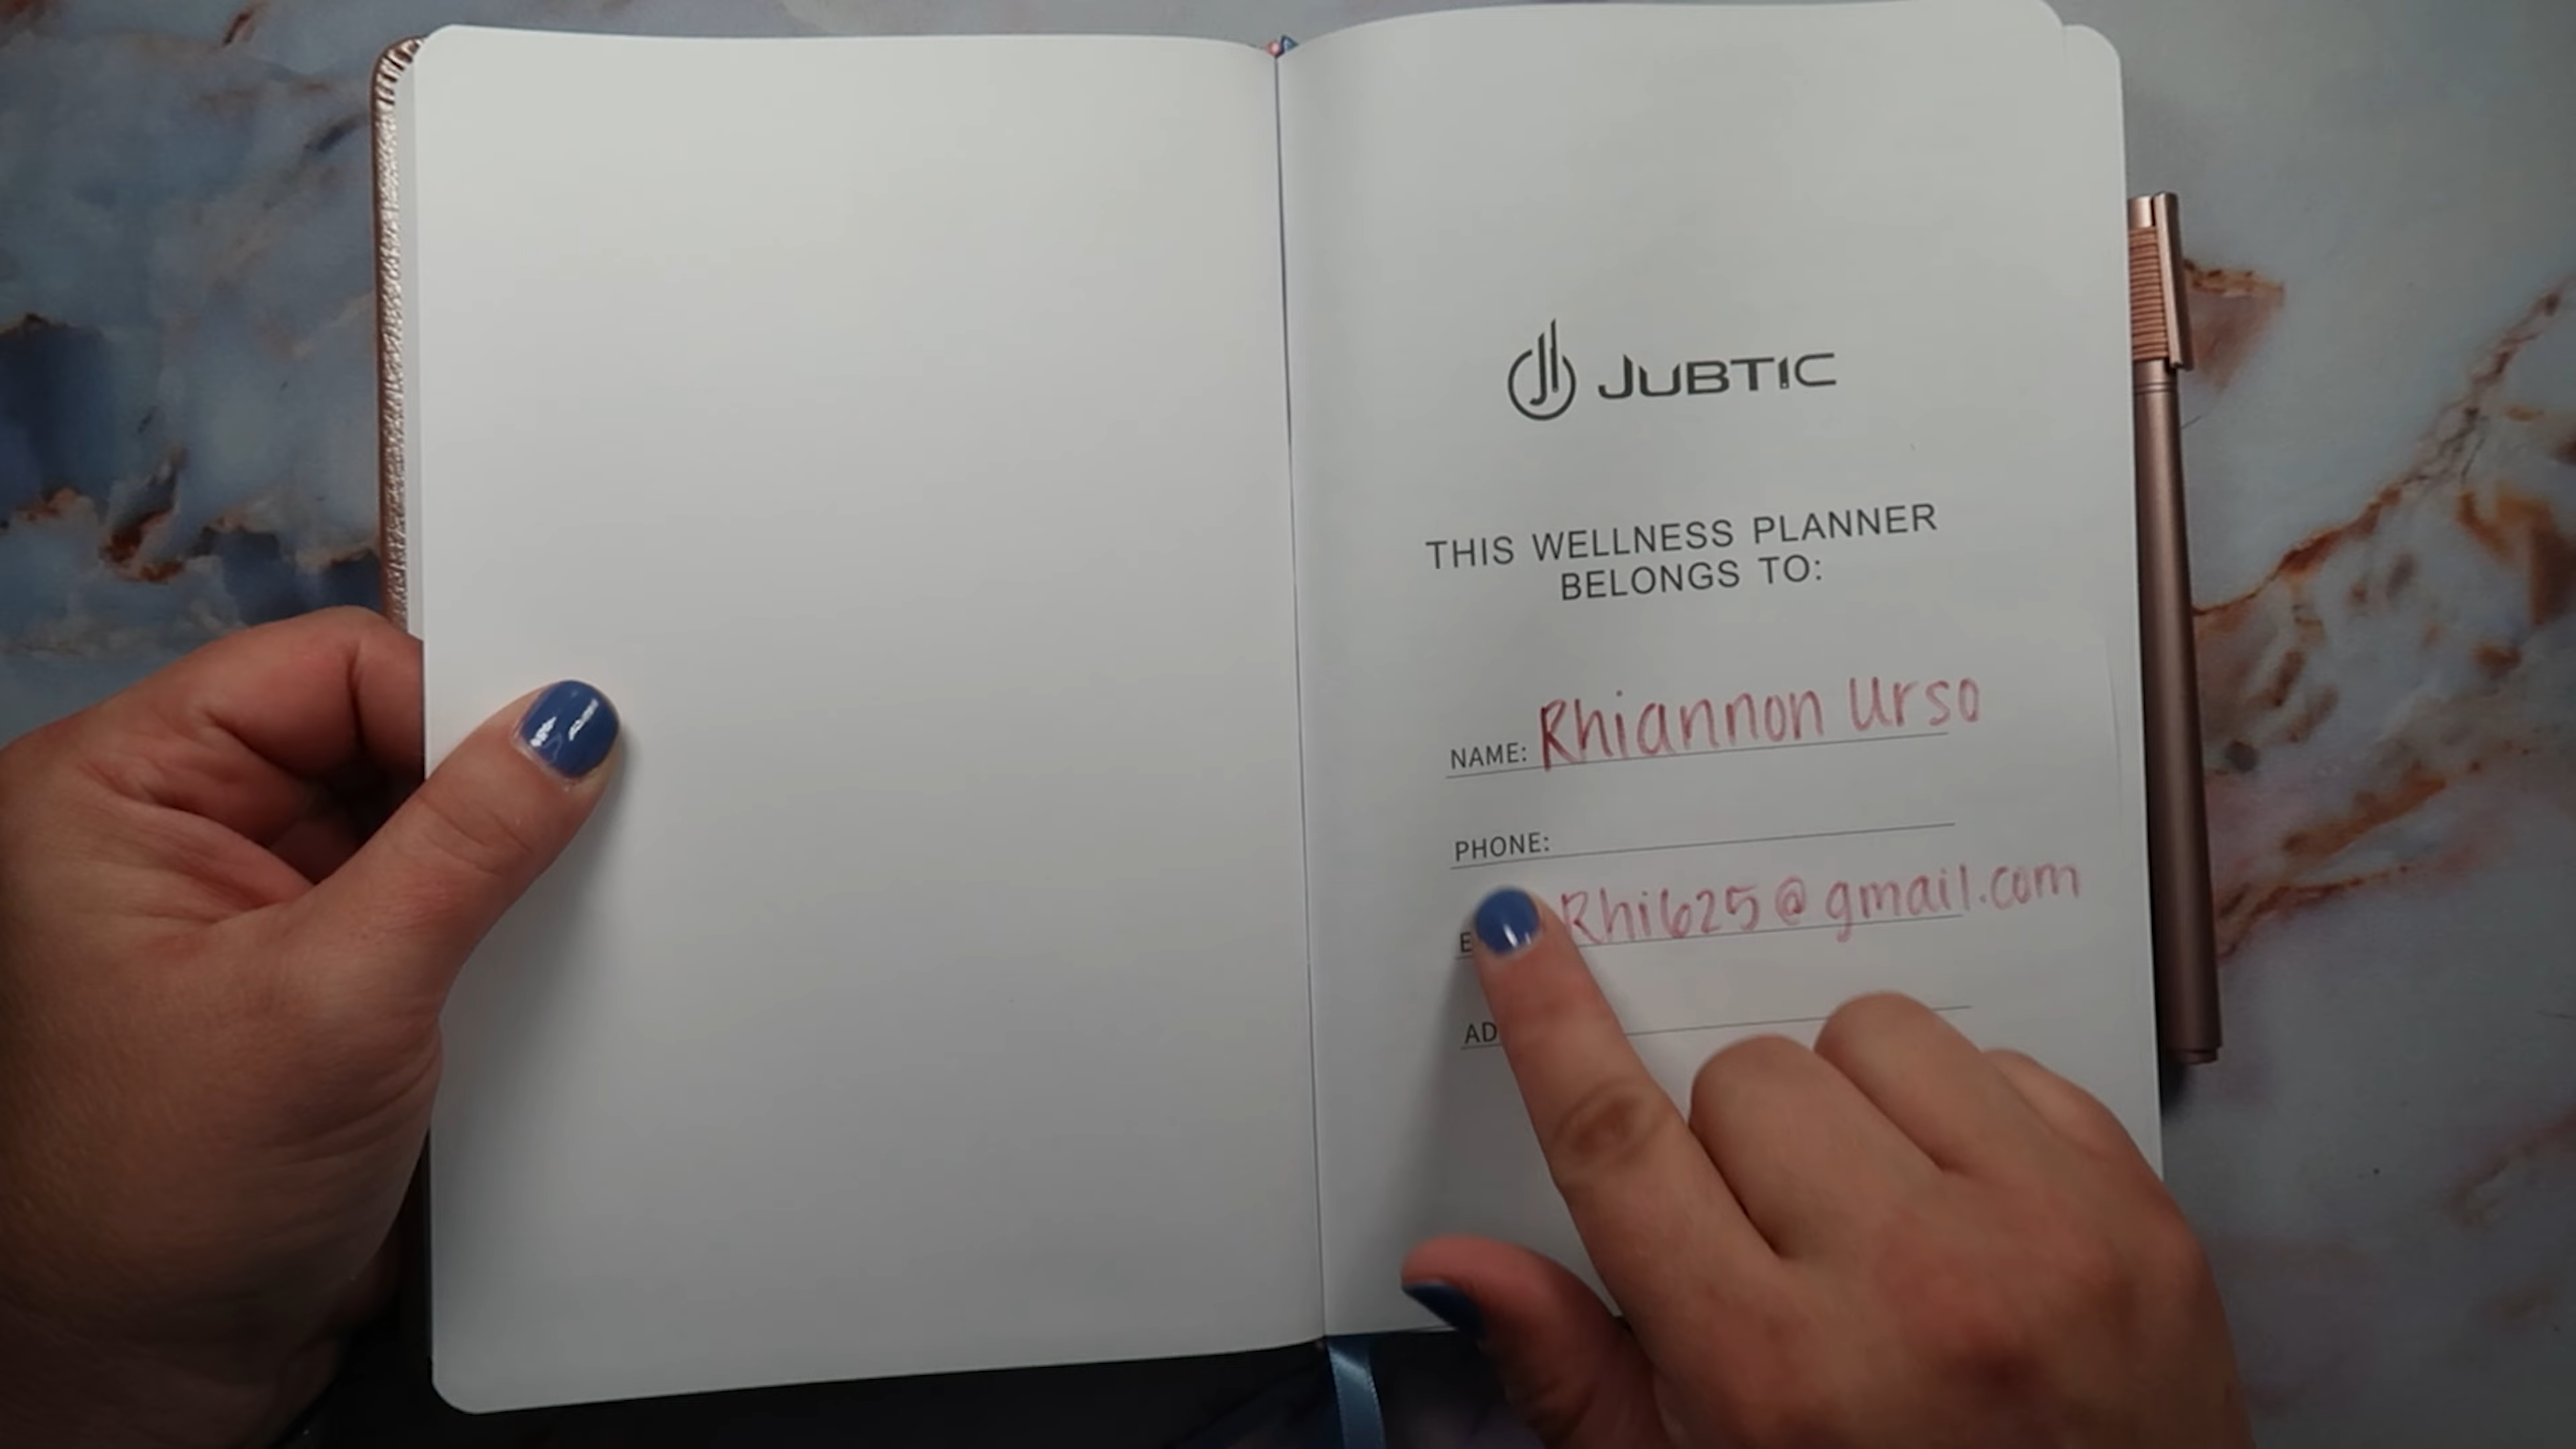 JUBTIC
THIS WELLNESS PLANNER
BELONGS TO:
NAME: Rhiannon Urso
PHONE:
Rhi625@gmail.com